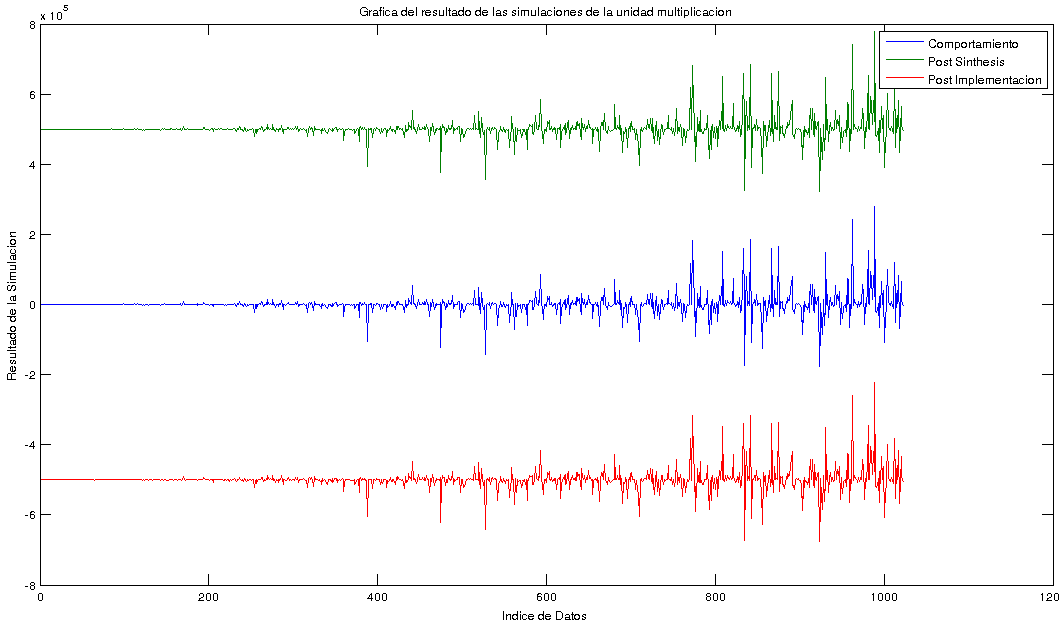 Grafica del resultado de las simulaciones de la unidad multiplicacion
x 10^5
8
6
4
2
0
-2
-4
-6
-8
Resultado de la Simulacion
Comportamiento
Post Sinthesis
Post Implementacion
0
200
400
600
800
1000
120
Indice de Datos